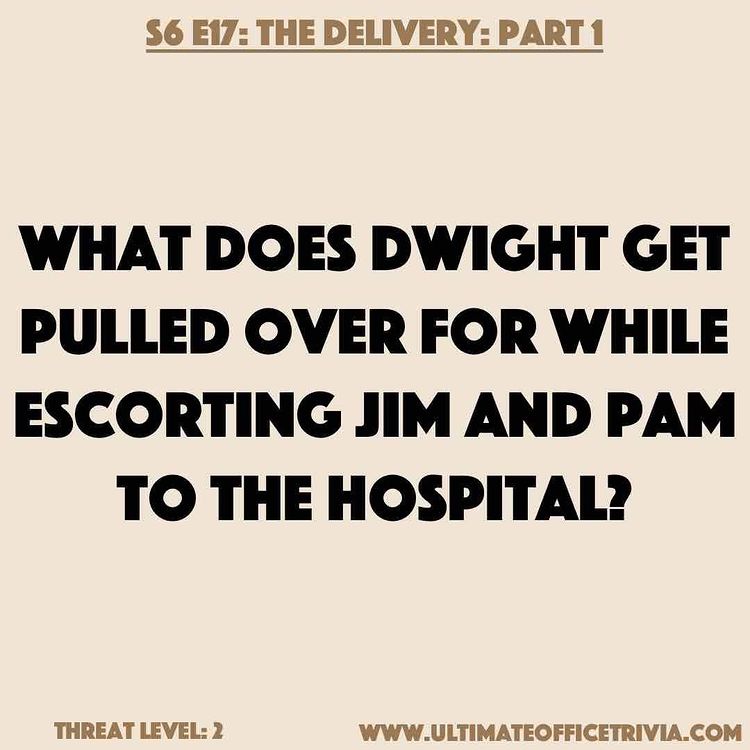 S6 E17: THE DELIVERY: PART 1
WHAT DOES DWIGHT GET
PULLED OVER FOR WHILE
ESCORTING JIM AND PAM
TO THE HOSPITAL?
THREAT LEVEL: 2
WWW.ULTIMATEOFFICETRIVIA.COM